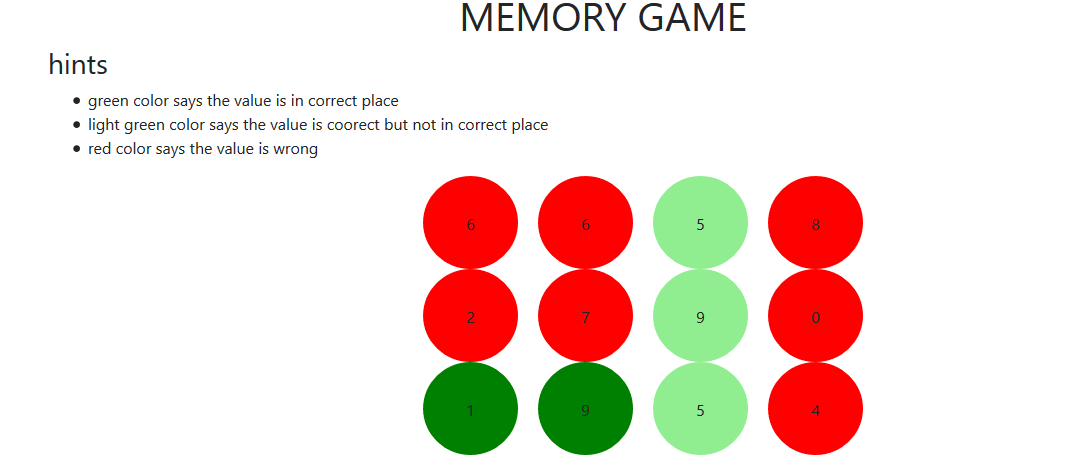 MEMORY GAME
hints
• green color says the value is in correct place
• light green color says the value is coorect but not in correct place
• red color says the value is wrong
6 6 5 8
2 7 9 0
1 9 5 4